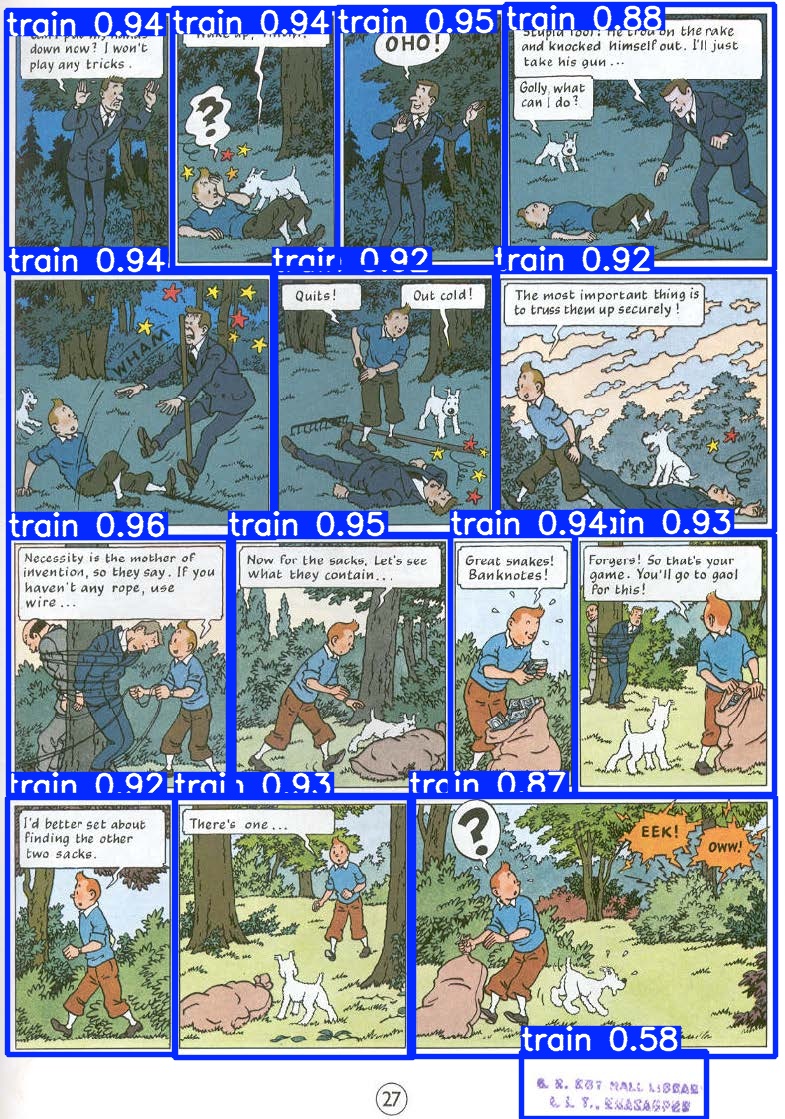 train 0.94
train 0.94
train 0.95
train 0.88
down now? I won't
play any tricks.
OHO!
?
and knocked himself out. I'll just
take his gun...
Golly, what
can I do?
train 0.94
train 0.92
train 0.92
WHAM
Quits!
Out cold!
The most important thing is
to truss them up securely!
train 0.96
train 0.95
train 0.94
0.93
Necessity is the mother of
invention, so they say. If you
haven't any rope, use
wire...
Now for the sacks. Let's see
what they contain...
Great snakes!
Banknotes!
Forgers! So that's your
game. You'll go to gaol
for this!
train 0.92
train 0.93
train 0.87
I'd better set about
finding the other
two sacks.
There's one...
?
EEK!
OWW!
train 0.58
27